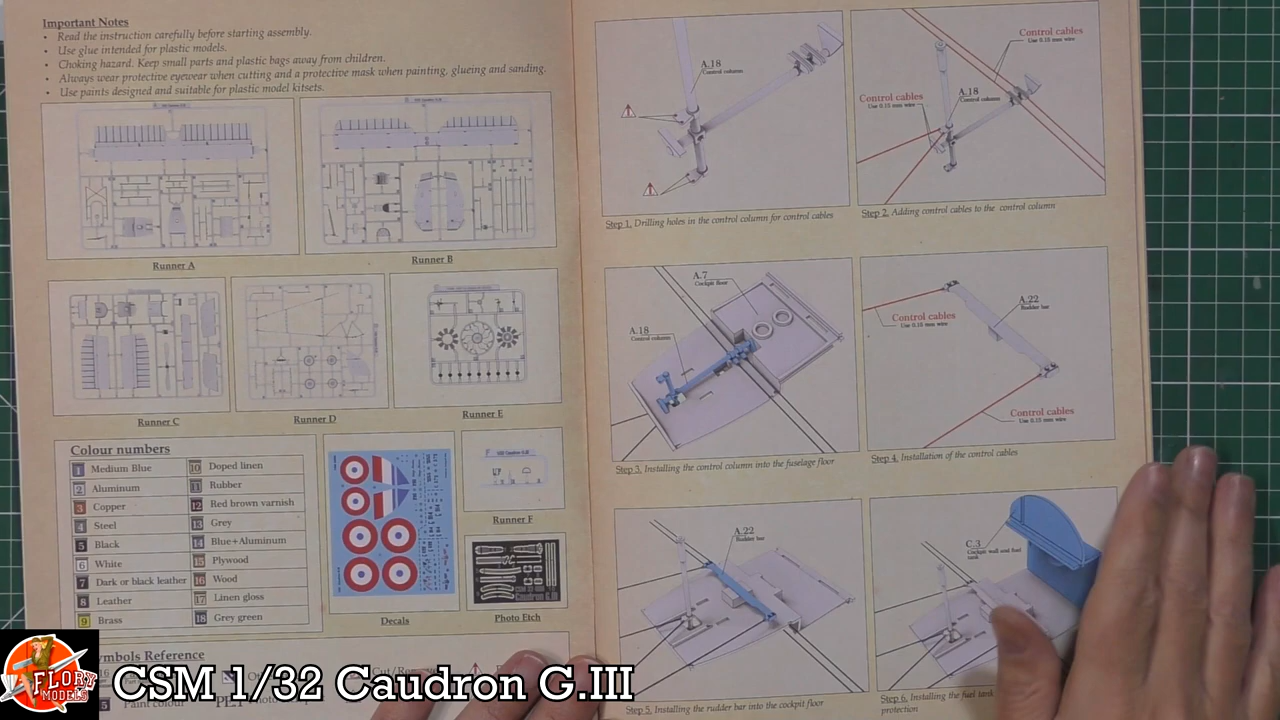 Important Notes
• Read the instruction carefully before starting assembly.
• Use glue intended for plastic models.
• Choking hazard. Keep small parts and plastic bags away from children.
• Always wear protective eyewear when cutting and a protective mask when painting, glueing and sanding.
• Use paints designed and suitable for plastic model kitsets.
Runner A
Runner B
Runner C
Runner D
Runner E
Colour numbers
1 Medium Blue
2 Aluminum
3 Copper
4 Steel
5 Black
6 White
7 Dark or black leather
8 Leather
9 Brass
10 Doped linen
11 Rubber
12 Red brown varnish
13 Grey
14 Blue+Aluminum
15 Plywood
16 Wood
17 Linen gloss
18 Grey green
Decals
Runner F
Caudron G.III
Photo Etch
Symbols Reference
Paint colour
A.18
Control column
Step 1. Drilling holes in the control column for control cables
Control cables
Use 0.15 mm wire
Control cables
Use 0.15 mm wire
A.18
Control column
Step 2. Adding control cables to the control column
A.7
Cockpit floor
A.18
Control column
Step 3. Installing the control column into the fuselage floor
A.22
Rudder bar
Control cables
Use 0.15 mm wire
Control cables
Use 0.15 mm wire
Step 4. Installation of the control cables
A.22
Rudder bar
Step 5. Installing the rudder bar into the cockpit floor
C.3
Cockpit wall and fuel
tank
Step 6. Installing the fuel tank
protection
FLORY
MODELS
CSM 1/32 Caudron G.III